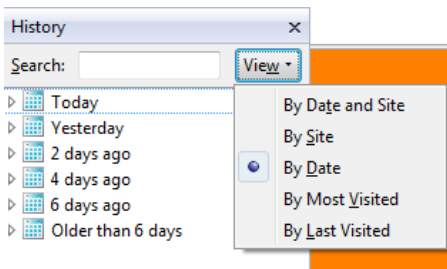 History
Search:
View
Today
Yesterday
2 days ago
4 days ago
6 days ago
Older than 6 days
By Date and Site
By Site
By Date
By Most Visited
By Last Visited